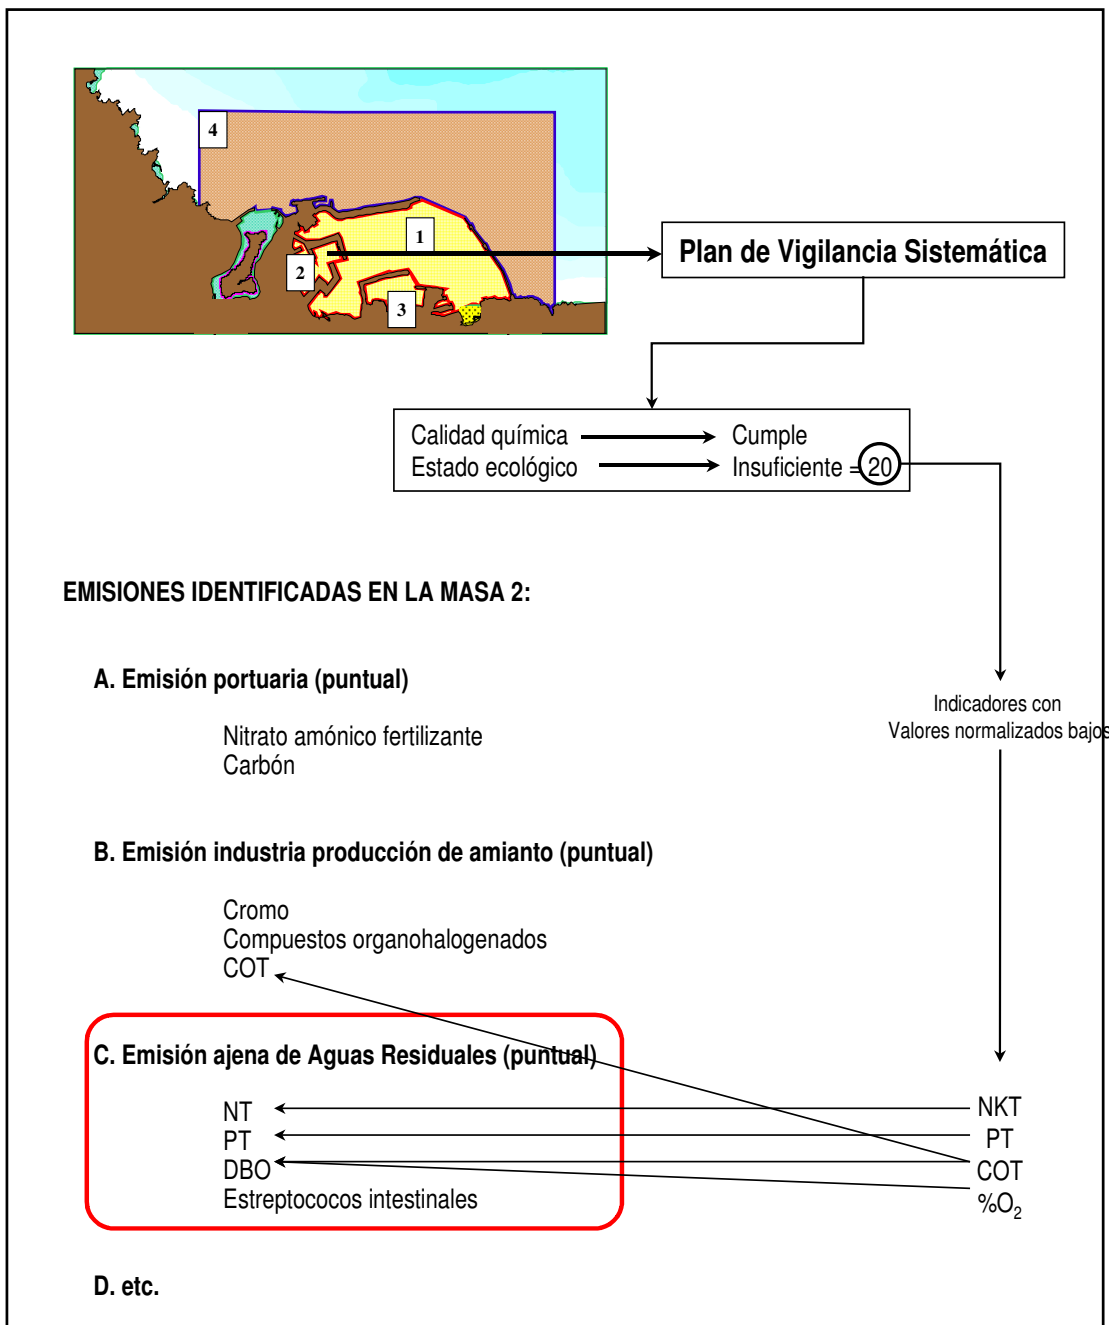 4
1
2
3
Plan de Vigilancia Sistemática
Calidad química Cumple
Estado ecológico Insuficiente = 20
EMISIONES IDENTIFICADAS EN LA MASA 2:
A. Emisión portuaria (puntual)
Nitrato amónico fertilizante
Carbón
Indicadores con
Valores normalizados bajos
B. Emisión industria producción de amianto (puntual)
Cromo
Compuestos organohalogenados
COT
C. Emisión ajena de Aguas Residuales (puntual)
NT
PT
DBO
Estreptococos intestinales
NKT
PT
COT
%O₂
D. etc.